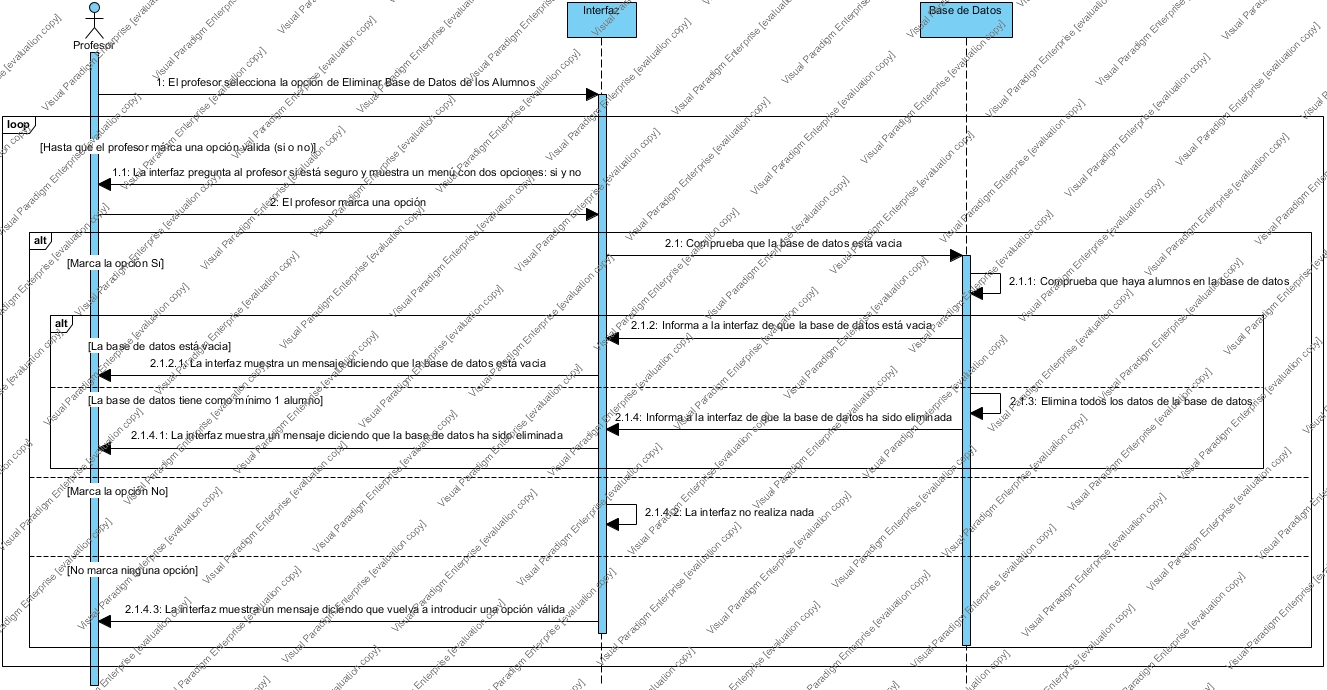 Profesor
Interfaz
Base de Datos
1: El profesor selecciona la opción de Eliminar Base de Datos de los Alumnos
loop
[Hasta que el profesor marca una opción válida (si o no)]
1.1: La interfaz pregunta al profesor si está seguro y muestra un menú con dos opciones: si y no
2: El profesor marca una opción
alt
2.1: Comprueba que la base de datos está vacia
[Marca la opción Sí]
2.1.1: Comprueba que haya alumnos en la base de datos
alt
2.1.2: Informa a la interfaz de que la base de datos está vacia
[La base de datos está vacia]
2.1.2.1: La interfaz muestra un mensaje diciendo que la base de datos está vacia
[La base de datos tiene como mínimo 1 alumno]
2.1.3: Elimina todos los datos de la base de datos
2.1.4: Informa a la interfaz de que la base de datos ha sido eliminada
2.1.4.1: La interfaz muestra un mensaje diciendo que la base de datos ha sido eliminada
[Marca la opción No]
2.1.4.2: La interfaz no realiza nada
[No marca ninguna opción]
2.1.4.3: La interfaz muestra un mensaje diciendo que vuelva a introducir una opción válida
Visual Paradigm Enterprise [evaluation copy]